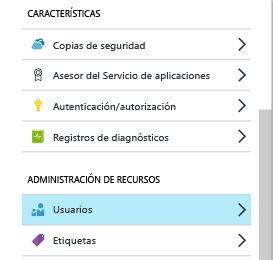 CARACTERÍSTICAS
Copias de seguridad
Asesor del Servicio de aplicaciones
Autenticación/autorización
Registros de diagnósticos
ADMINISTRACIÓN DE RECURSOS
Usuarios
Etiquetas